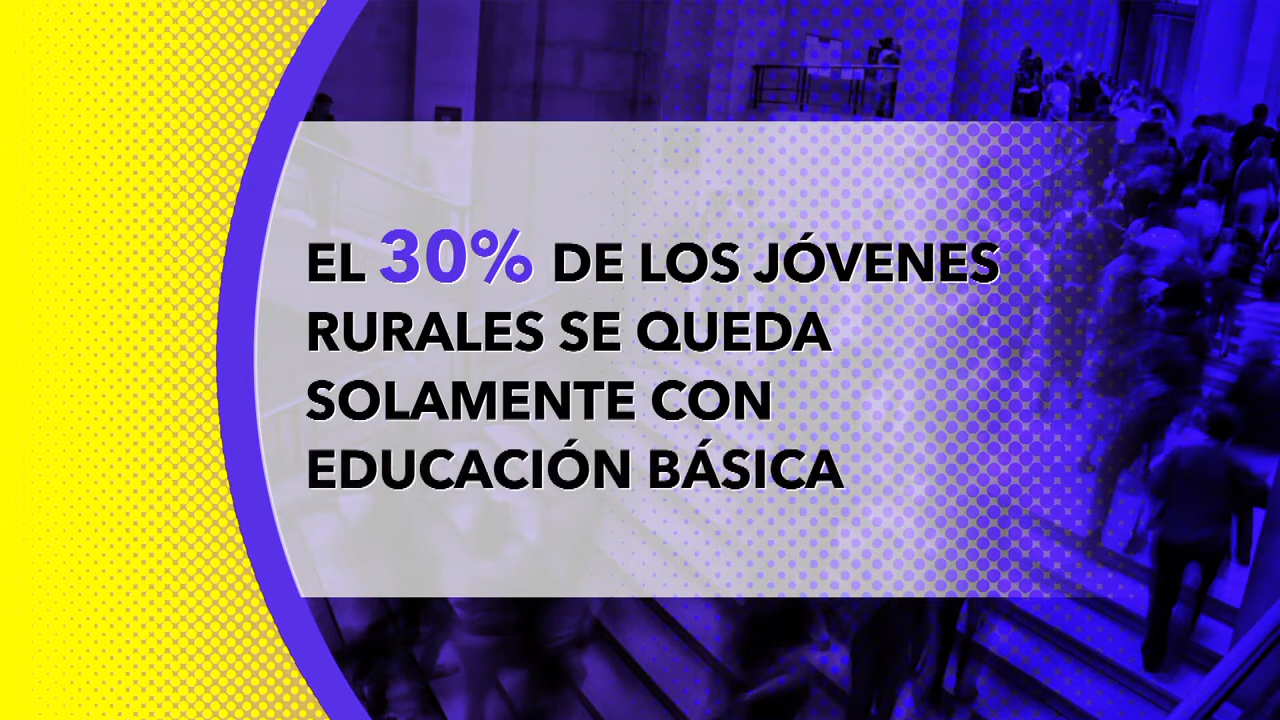 EL 30% DE LOS JÓVENES
RURALES SE QUEDA
SOLAMENTE CON
EDUCACIÓN BÁSICA